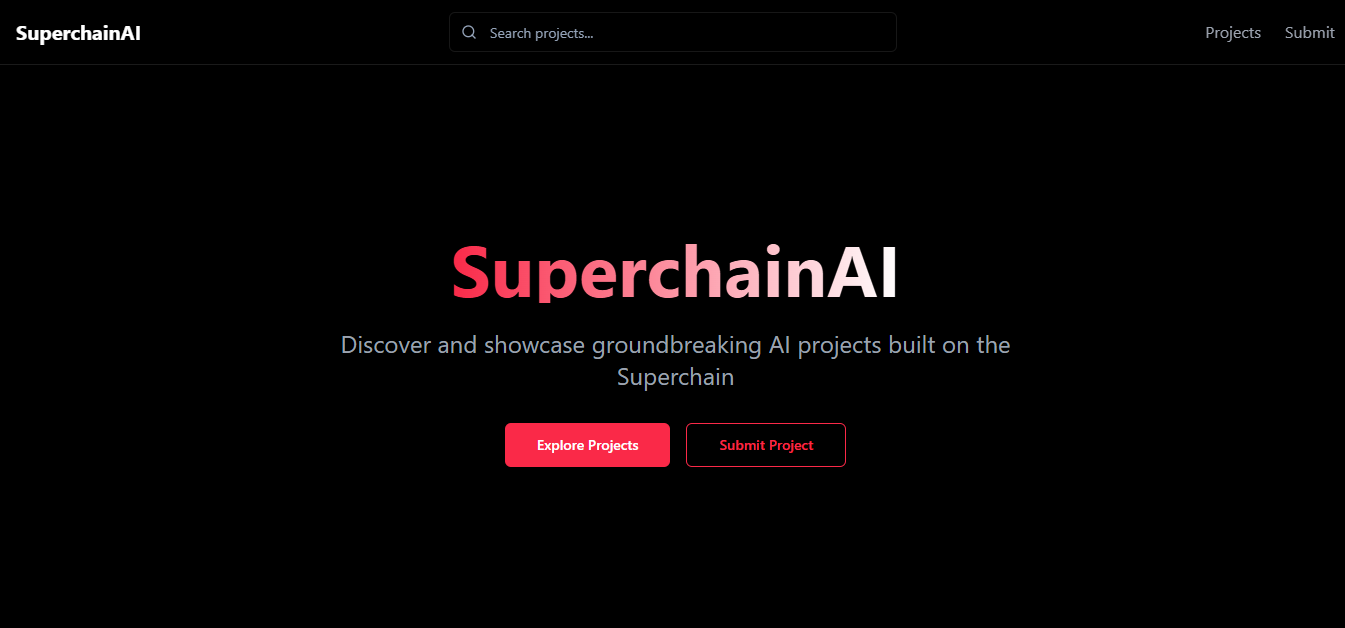 SuperchainAI
Search projects...
Projects
Submit
SuperchainAI
Discover and showcase groundbreaking AI projects built on the
Superchain
Explore Projects
Submit Project